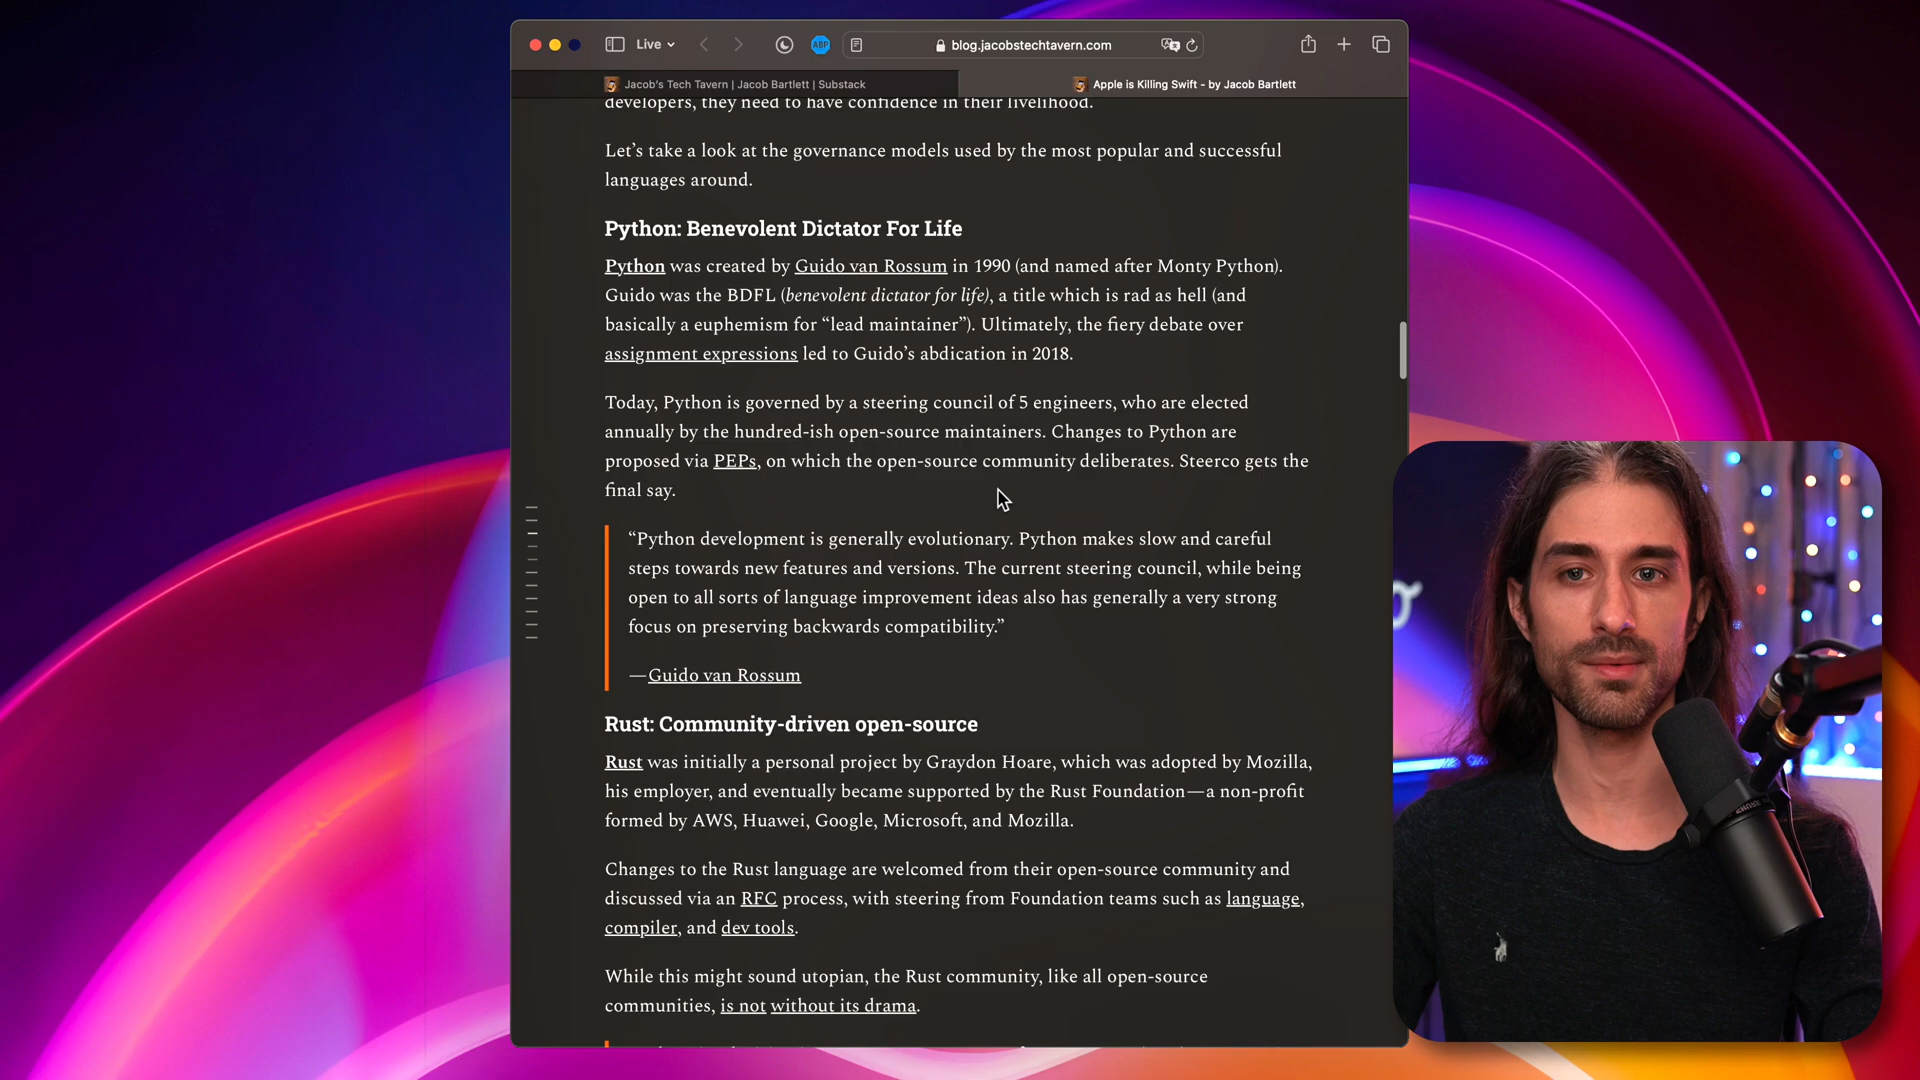 Live
ABP
blog.jacobstechtavern.com
Jacob's Tech Tavern | Jacob Bartlett | Substack
Apple is Killing Swift - by Jacob Bartlett
developers, they need to have confidence in their livelihood.
Let’s take a look at the governance models used by the most popular and successful
languages around.
Python: Benevolent Dictator For Life
Python was created by Guido van Rossum in 1990 (and named after Monty Python).
Guido was the BDFL (benevolent dictator for life), a title which is rad as hell (and
basically a euphemism for “lead maintainer”). Ultimately, the fiery debate over
assignment expressions led to Guido’s abdication in 2018.
Today, Python is governed by a steering council of 5 engineers, who are elected
annually by the hundred-ish open-source maintainers. Changes to Python are
proposed via PEPs, on which the open-source community deliberates. Steerco gets the
final say.
“Python development is generally evolutionary. Python makes slow and careful
steps towards new features and versions. The current steering council, while being
open to all sorts of language improvement ideas also has generally a very strong
focus on preserving backwards compatibility.”
—Guido van Rossum
Rust: Community-driven open-source
Rust was initially a personal project by Graydon Hoare, which was adopted by Mozilla,
his employer, and eventually became supported by the Rust Foundation—a non-profit
formed by AWS, Huawei, Google, Microsoft, and Mozilla.
Changes to the Rust language are welcomed from their open-source community and
discussed via an RFC process, with steering from Foundation teams such as language,
compiler, and dev tools.
While this might sound utopian, the Rust community, like all open-source
communities, is not without its drama.